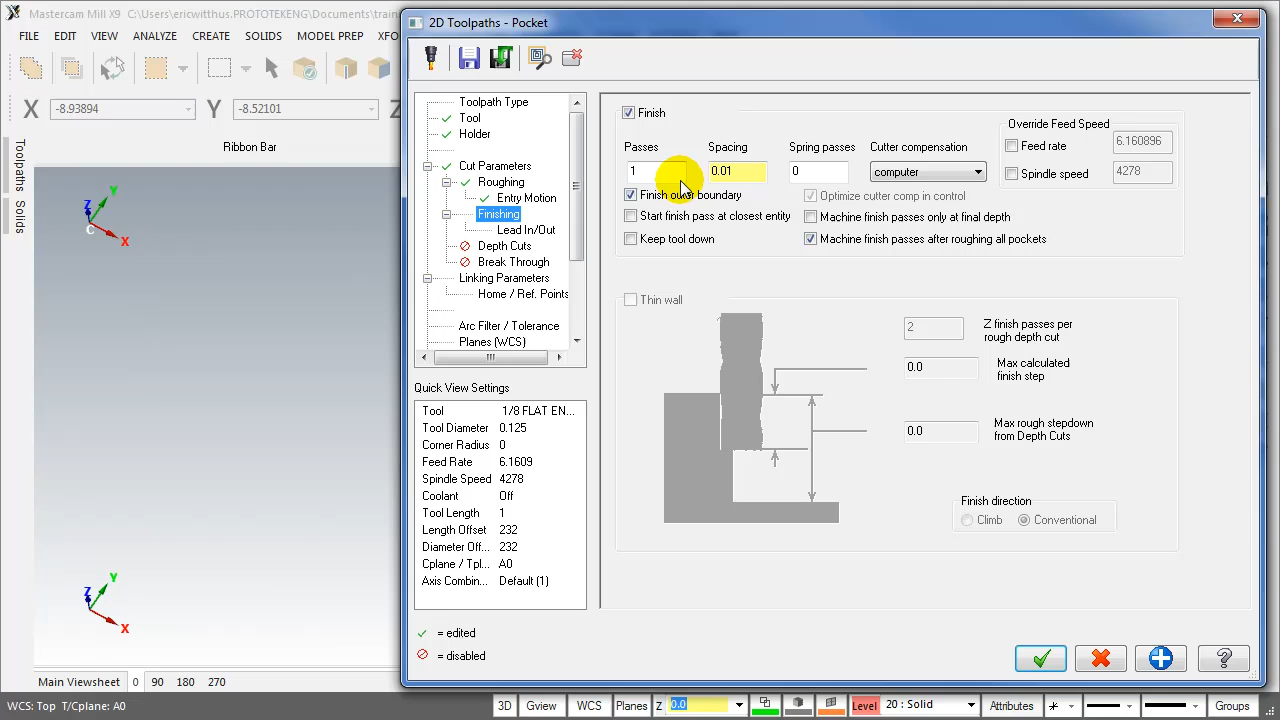 Mastercam Mill X9 C:\Users\ericwitthus.PROTOTEKENG\Documents\train
FILE EDIT VIEW ANALYZE CREATE SOLIDS MODEL PREP XFO
X -8.93894 Y -8.52101 Z
Ribbon Bar
Toolpaths
Solids
2D Toolpaths - Pocket
Toolpath Type
Tool
Holder
Cut Parameters
Roughing
Entry Motion
Finishing
Lead In/Out
Depth Cuts
Break Through
Linking Parameters
Home / Ref. Points
Arc Filter / Tolerance
Planes (WCS)
Quick View Settings
Tool 1/8 FLAT EN...
Tool Diameter 0.125
Corner Radius 0
Feed Rate 6.1609
Spindle Speed 4278
Coolant Off
Tool Length 1
Length Offset 232
Diameter Off... 232
Cplane / Tpl... A0
Axis Combin... Default (1)
= edited
= disabled
Finish
Passes Spacing Spring passes Cutter compensation
1 0.01 0 computer
Override Feed Speed
Feed rate 6.160896
Spindle speed 4278
Finish outer boundary
Optimize cutter comp in control
Start finish pass at closest entity
Machine finish passes only at final depth
Keep tool down
Machine finish passes after roughing all pockets
Thin wall
2 Z finish passes per
rough depth cut
0.0 Max calculated
finish step
0.0 Max rough stepdown
from Depth Cuts
Finish direction
Climb Conventional
Z Y X C
Z Y X
Main Viewsheet 0 90 180 270
WCS: Top T/Cplane: A0
3D Gview WCS Planes Z 0.0 Level 20 : Solid Attributes Groups